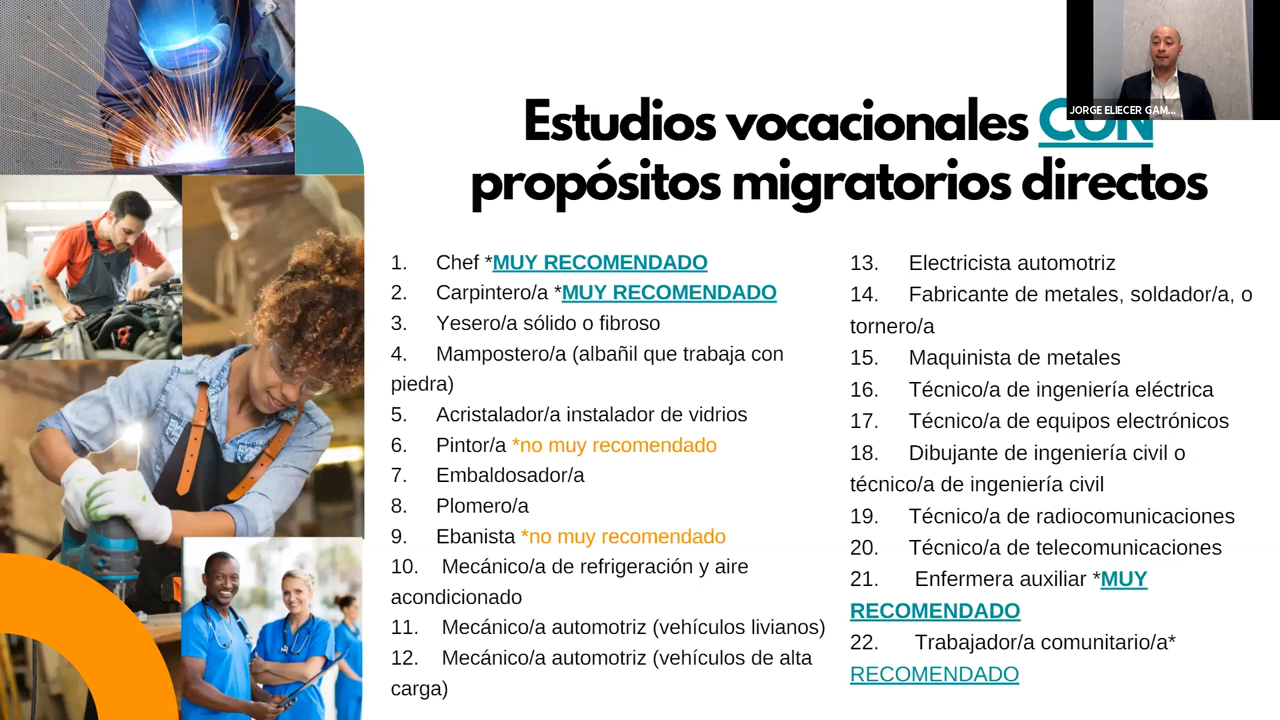 JORGE ELIECER GAM...
Estudios vocacionales CON
propósitos migratorios directos
1. Chef *MUY RECOMENDADO
2. Carpintero/a *MUY RECOMENDADO
3. Yesero/a sólido o fibroso
4. Mampostero/a (albañil que trabaja con
piedra)
5. Acristalador/a instalador de vidrios
6. Pintor/a *no muy recomendado
7. Embaldosador/a
8. Plomero/a
9. Ebanista *no muy recomendado
10. Mecánico/a de refrigeración y aire
acondicionado
11. Mecánico/a automotriz (vehículos livianos)
12. Mecánico/a automotriz (vehículos de alta
carga)
13. Electricista automotriz
14. Fabricante de metales, soldador/a, o
tornero/a
15. Maquinista de metales
16. Técnico/a de ingeniería eléctrica
17. Técnico/a de equipos electrónicos
18. Dibujante de ingeniería civil o
técnico/a de ingeniería civil
19. Técnico/a de radiocomunicaciones
20. Técnico/a de telecomunicaciones
21. Enfermera auxiliar *MUY
RECOMENDADO
22. Trabajador/a comunitario/a*
RECOMENDADO